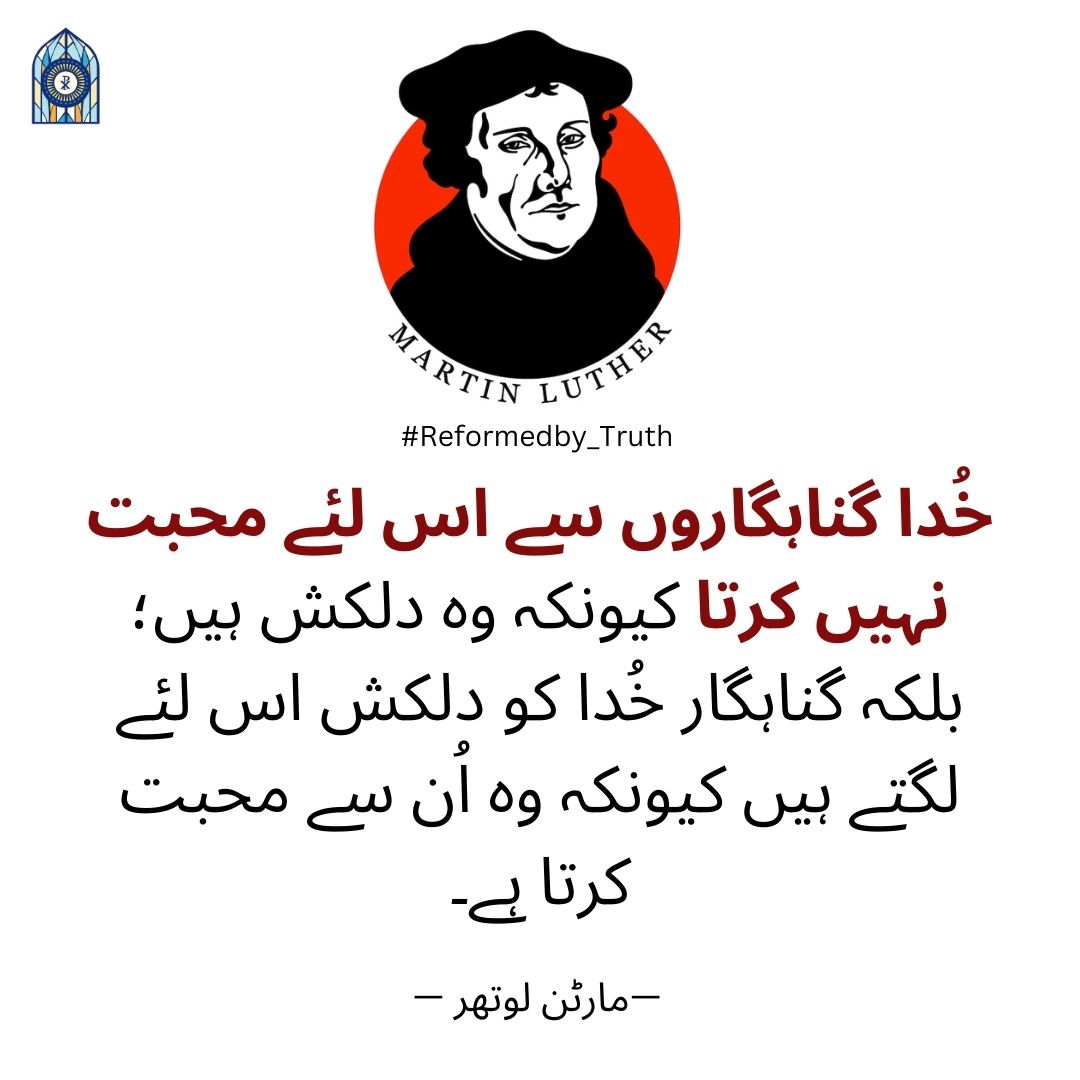 MARTIN LUTHER
#Reformedby_Truth
خُدا گناہگاروں سے اس لئے محبت
نہیں کرتا کیونکہ وہ دلکش ہیں؛
بلکہ گناہگار خُدا کو دلکش اس لئے
لگتے ہیں کیونکہ وہ اُن سے محبت
کرتا ہے۔
—مارٹن لوتھر —